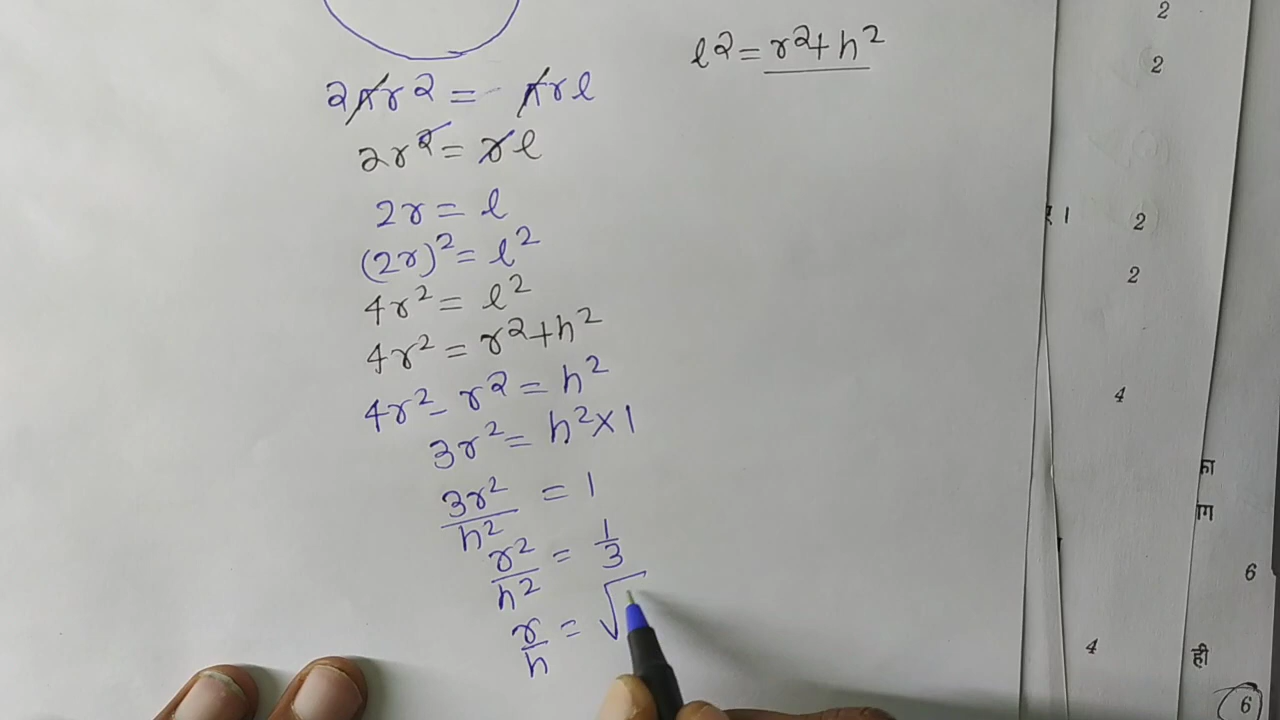 l² = r² + h²
2πr² = πrl
2r² = rl
2r = l
(2r)² = l²
4r² = l²
4r² = r² + h²
4r² - r² = h²
3r² = h² × 1
3r²/h² = 1
r²/h² = 1/3
r/h = √
2
2
र 1
2
2
4
का
ाग
6
4
ही
6